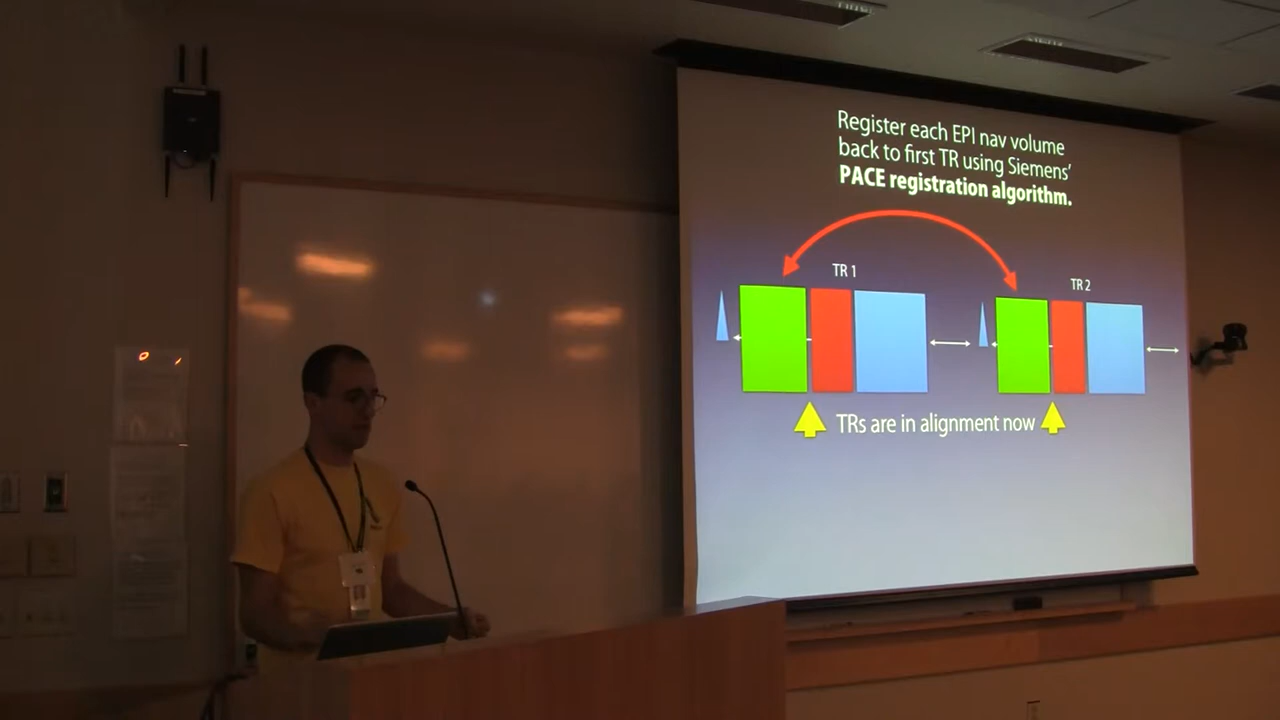 Register each EPI nav volume
back to first TR using Siemens'
PACE registration algorithm.
TR 1
TR 2
TRs are in alignment now